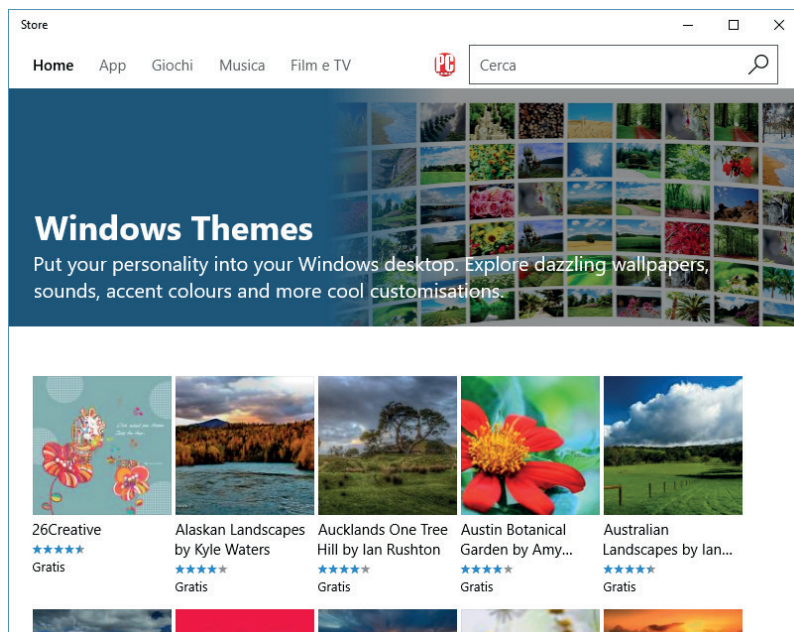 Store
Home App Giochi Musica Film e TV PC Cerca
Windows Themes
Put your personality into your Windows desktop. Explore dazzling wallpapers,
sounds, accent colours and more cool customisations.
26Creative
Gratis
Alaskan Landscapes
by Kyle Waters
Gratis
Aucklands One Tree
Hill by Ian Rushton
Gratis
Austin Botanical
Garden by Amy...
Gratis
Australian
Landscapes by Ian...
Gratis